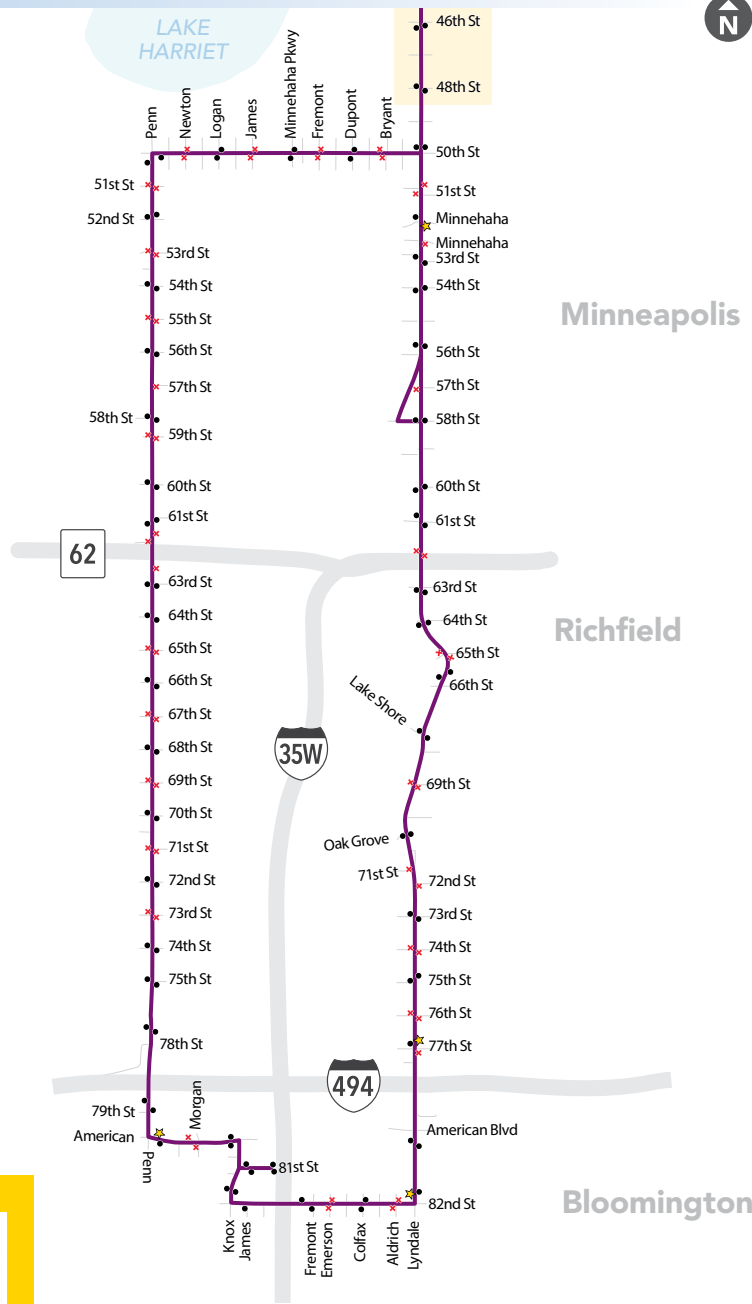 LAKE
HARRIET
N
46th St
48th St
50th St
Penn
Newton
Logan
James
Minnehaha Pkwy
Fremont
Dupont
Bryant
51st St
52nd St
53rd St
54th St
55th St
56th St
57th St
58th St
59th St
60th St
61st St
63rd St
64th St
65th St
66th St
67th St
68th St
69th St
70th St
71st St
72nd St
73rd St
74th St
75th St
78th St
79th St
American
Penn
Morgan
81st St
Knox
James
Fremont
Emerson
Colfax
Aldrich
Lyndale
82nd St
51st St
Minnehaha
Minnehaha
53rd St
54th St
56th St
57th St
58th St
60th St
61st St
63rd St
64th St
65th St
66th St
Lake Shore
69th St
Oak Grove
71st St
72nd St
73rd St
74th St
75th St
76th St
77th St
American Blvd
62
35W
494
Minneapolis
Richfield
Bloomington